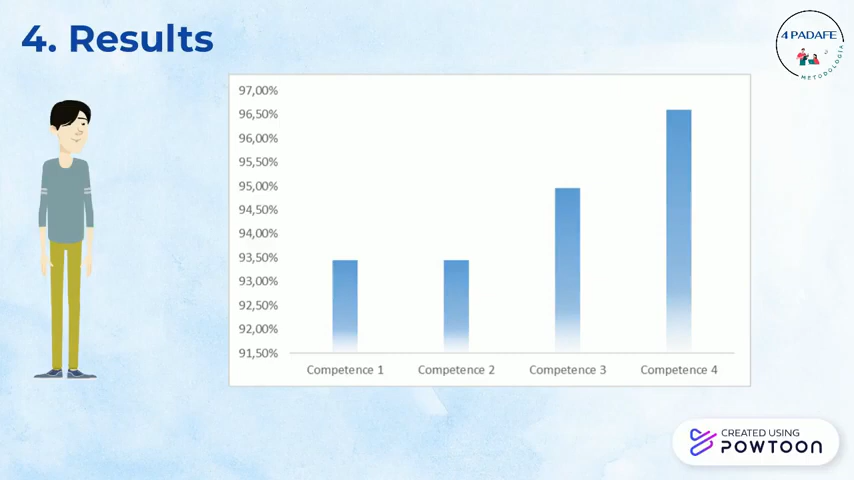 4. Results
4 PADAFE
METODOLOGÍA
97,00%
96,50%
96,00%
95,50%
95,00%
94,50%
94,00%
93,50%
93,00%
92,50%
92,00%
91,50%
Competence 1
Competence 2
Competence 3
Competence 4
CREATED USING
POWTOON